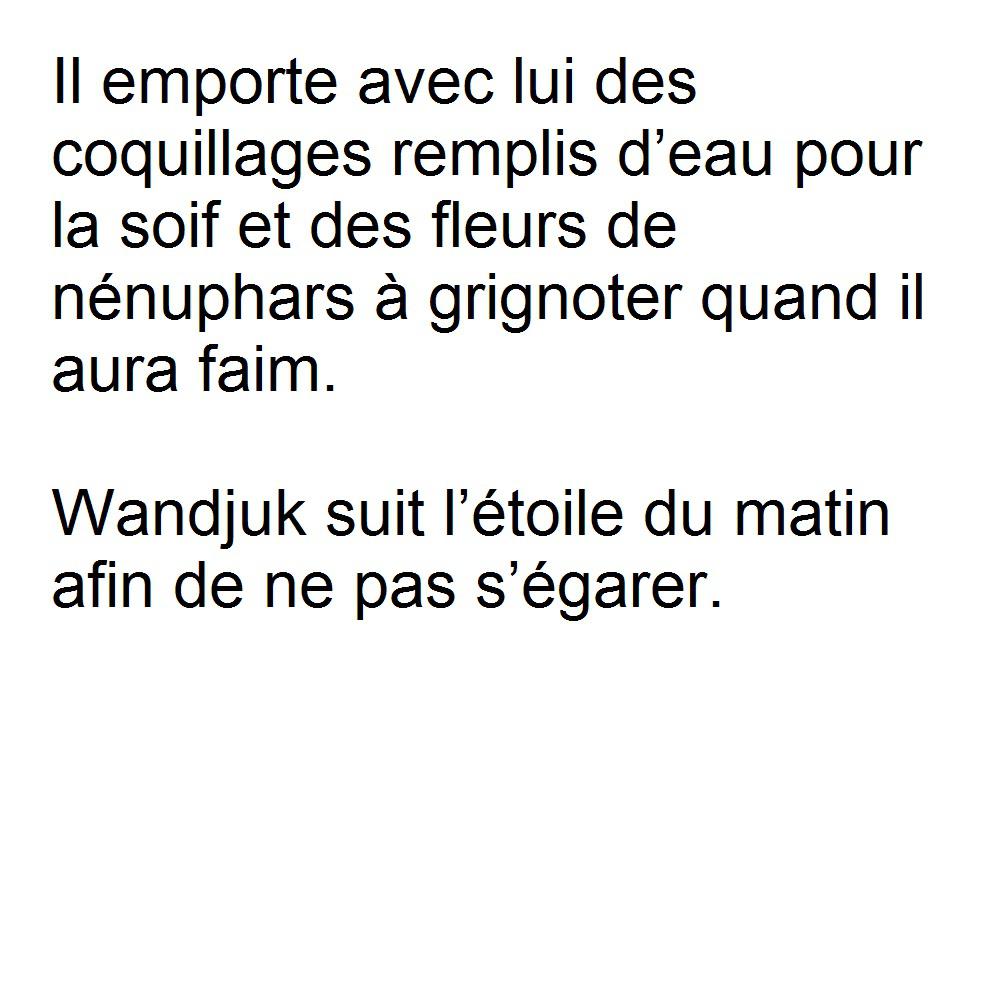 Il emporte avec lui des
coquillages remplis d’eau pour
la soif et des fleurs de
nénuphars à grignoter quand il
aura faim.

Wandjuk suit l’étoile du matin
afin de ne pas s’égarer.